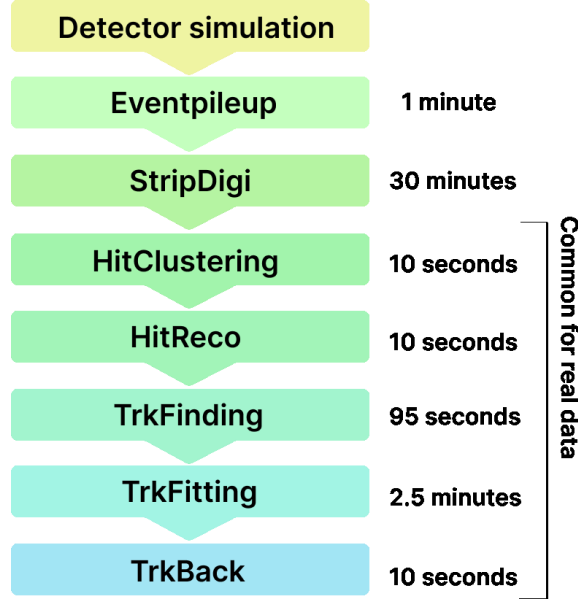 Detector simulation
Eventpileup
1 minute
StripDigi
30 minutes
HitClustering
10 seconds
HitReco
10 seconds
TrkFinding
95 seconds
TrkFitting
2.5 minutes
TrkBack
10 seconds
Common for real data